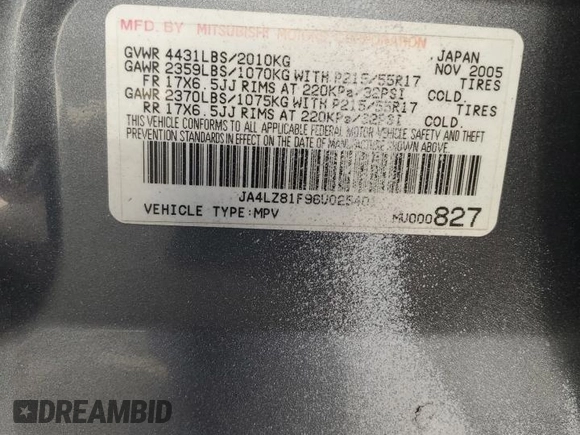 MFD. BY MITSUBISHI MOTORS CORPORATION
GVWR 4431LBS/2010KG JAPAN
GAWR 2359LBS/1070KG WITH P215/55R17 NOV 2005
FR 17X6.5JJ RIMS AT 220KPa/32PSI TIRES
GAWR 2370LBS/1075KG WITH P215/55R17 COLD.
RR 17X6.5JJ RIMS AT 220KPa/32PSI TIRES
COLD.
THIS VEHICLE CONFORMS TO ALL APPLICABLE FEDERAL MOTOR VEHICLE SAFETY AND THEFT
PREVENTION STANDARDS IN EFFECT ON THE DATE OF MANUFACTURE SHOWN ABOVE.
JA4LZ81F96U025401
VEHICLE TYPE:MPV MU000827
DREAMBID